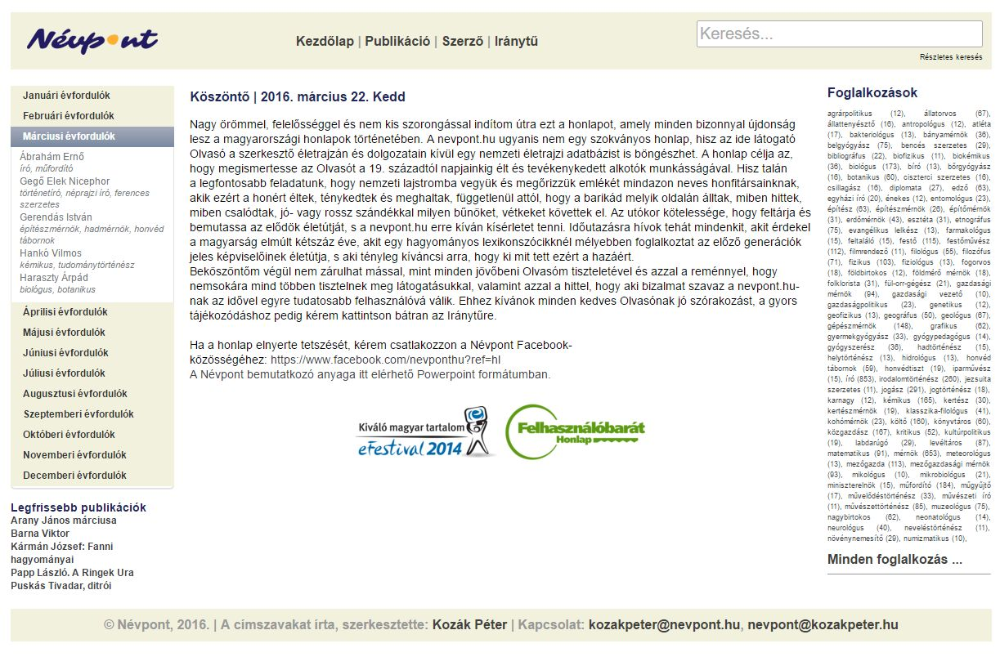 Névpont
Kezdőlap | Publikáció | Szerző | Iránytű
Keresés...
Részletes keresés
Januári évfordulók
Februári évfordulók
Márciusi évfordulók
Ábrahám Ernő
író, műfordító
Gegő Elek Nicephor
történetíró, néprajzi író, ferences
szerzetes
Gerendás István
építészmérnök, hadmérnök, honvéd
tábornok
Hankó Vilmos
kémikus, tudománytörténész
Haraszty Árpád
biológus, botanikus
Áprilisi évfordulók
Májusi évfordulók
Júniusi évfordulók
Júliusi évfordulók
Augusztusi évfordulók
Szeptemberi évfordulók
Októberi évfordulók
Novemberi évfordulók
Decemberi évfordulók
Legfrissebb publikációk
Arany János márciusa
Barna Viktor
Kármán József: Fanni
hagyományai
Papp László. A Ringek Ura
Puskás Tivadar, ditrói
Köszöntő | 2016. március 22. Kedd
Nagy örömmel, felelősséggel és nem kis szorongással indítom útra ezt a honlapot, amely minden bizonnyal újdonság
lesz a magyarországi honlapok történetében. A nevpont.hu ugyanis nem egy szokványos honlap, hisz az ide látogató
Olvasó a szerkesztő életrajzán és dolgozatain kívül egy nemzeti életrajzi adatbázist is böngészhet. A honlap célja az,
hogy megismertesse az Olvasót a 19. századtól napjainkig élt és tevékenykedett alkotók munkásságával. Hisz talán
a legfontosabb feladatunk, hogy nemzeti lajstromba vegyük és megőrizzük emlékét mindazon neves honfitársainknak,
akik ezért a honért éltek, ténykedtek és meghaltak, függetlenül attól, hogy a barikád melyik oldalán álltak, miben hittek,
miben csalódtak, jó- vagy rossz szándékkal milyen bűnöket, vétkeket követtek el. Az utókor kötelessége, hogy feltárja és
bemutassa az elődök életútját, s a nevpont.hu erre kíván kísérletet tenni. Időutazásra hívok tehát mindenkit, akit érdekel
a magyarság elmúlt kétszáz éve, akit egy hagyományos lexikonszócikknél mélyebben foglalkoztat az előző generációk
jeles képviselőinek életútja, s aki tényleg kíváncsi arra, hogy ki mit tett ezért a hazáért.
Beköszöntőm végül nem zárulhat mással, mint minden jövőbeni Olvasóm tiszteletével és azzal a reménnyel, hogy
nemsokára mind többen tisztelnek meg látogatásukkal, valamint azzal a hittel, hogy aki bizalmat szavaz a nevpont.hu-
nak az idővel egyre tudatosabb felhasználóvá válik. Ehhez kívánok minden kedves Olvasónak jó szórakozást, a gyors
tájékozódáshoz pedig kérem kattintson bátran az Iránytűre.
Ha a honlap elnyerte tetszését, kérem csatlakozzon a Névpont Facebook-
közösségéhez: https://www.facebook.com/nevponthu?ref=hl
A Névpont bemutatkozó anyaga itt elérhető Powerpoint formátumban.
Kiváló magyar tartalom
eFestival 2014
Felhasználóbarát
Honlap
Foglalkozások
agrárpolitikus (12), állatorvos (67),
állattenyésztő (16), antropológus (12), atléta
(17), bakteriológus (13), bányamérnök (36),
belgyógyász (75), bencés szerzetes (29),
bibliográfus (22), biofizikus (11), biokémikus
(36), biológus (173), bíró (13), bőrgyógyász
(16), botanikus (60), ciszterci szerzetes (16),
csillagász (16), diplomata (27), edző (63),
egyházi író (20), énekes (12), entomológus (23),
építész (63), építészmérnök (26), építőmérnök
(31), erdőmérnök (43), esztéta (31), etnográfus
(75), evangélikus lelkész (13), farmakológus
(15), feltaláló (15), festő (115), festőművész
(112), filmrendező (11), filológus (55), filozófus
(71), fizikus (103), fiziológus (13), fogorvos
(18), földbirtokos (12), földmérő mérnök (18),
folklorista (31), fül-orr-gégész (21), gazdasági
mérnök (94), gazdasági vezető (10),
gazdaságpolitikus (23), genetikus (12),
geofizikus (13), geográfus (50), geológus (67),
gépészmérnök (148), grafikus (62),
gyermekgyógyász (33), gyógypedagógus (14),
gyógyszerész (36), hadtörténész (15),
helytörténész (13), hidrológus (13), honvéd
tábornok (59), honvédtiszt (19), iparművész
(15), író (853), irodalomtörténész (260), jezsuita
szerzetes (11), jogász (291), jogtörténész (18),
karnagy (12), kémikus (165), kertész (30),
kertészmérnök (19), klasszika-filológus (41),
kohómérnök (23), költő (160), könyvtáros (60),
közgazdász (167), kritikus (52), kultúrpolitikus
(19), labdarúgó (29), levéltáros (87),
matematikus (91), mérnök (653), meteorológus
(13), mezőgazda (113), mezőgazdasági mérnök
(93), mikológus (10), mikrobiológus (21),
miniszterelnök (15), műfordító (184), műgyűjtő
(17), művelődéstörténész (33), művészeti író
(11), művészettörténész (85), muzeológus (75),
nagybirtokos (62), neonatológus (14),
neurológus (40), neveléstörténész (11),
növénynemesítő (29), numizmatikus (10),
Minden foglalkozás ...
© Névpont, 2016. | A címszavakat írta, szerkesztette: Kozák Péter | Kapcsolat: kozakpeter@nevpont.hu, nevpont@kozakpeter.hu